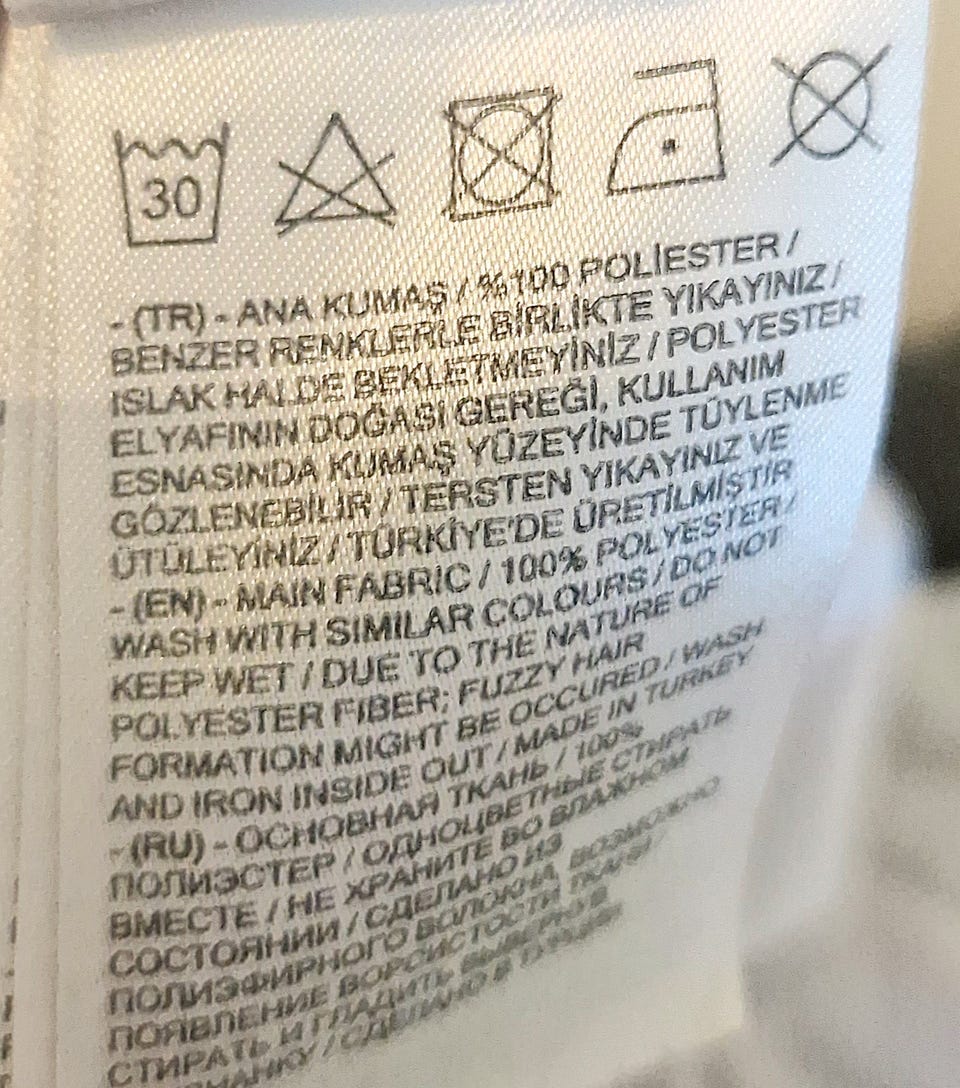 30
- (TR) - ANA KUMAŞ / %100 POLİESTER /
BENZER RENKLERLE BİRLİKTE YIKAYINIZ /
ISLAK HALDE BEKLETMEYİNİZ / POLYESTER
ELYAFININ DOĞASI GEREĞİ, KULLANIM
ESNASINDA KUMAŞ YÜZEYİNDE TÜYLENME
GÖZLENEBİLİR / TERSTEN YIKAYINIZ VE
ÜTÜLEYİNİZ / TÜRKİYE'DE ÜRETİLMİŞTİR
- (EN) - MAIN FABRIC / 100% POLYESTER /
WASH WITH SIMILAR COLOURS / DO NOT
KEEP WET / DUE TO THE NATURE OF
POLYESTER FIBER; FUZZY HAIR
FORMATION MIGHT BE OCCURED / WASH
AND IRON INSIDE OUT / MADE IN TURKEY
- (RU) - ОСНОВНАЯ ТКАНЬ / 100%
ПОЛИЭСТЕР / ОДНОЦВЕТНЫЕ СТИРАТЬ
ВМЕСТЕ / НЕ ХРАНИТЕ ВО ВЛАЖНОМ
СОСТОЯНИИ / СДЕЛАНО ИЗ
ПОЛИЭФИРНОГО ВОЛОКНА, ВОЗМОЖНО
ПОЯВЛЕНИЕ ВОРСИСТОСТИ ТКАНИ /
СТИРАТЬ И ГЛАДИТЬ ВЫВЕРНУВ
/ СДЕЛАНО В ТУРЦИИ